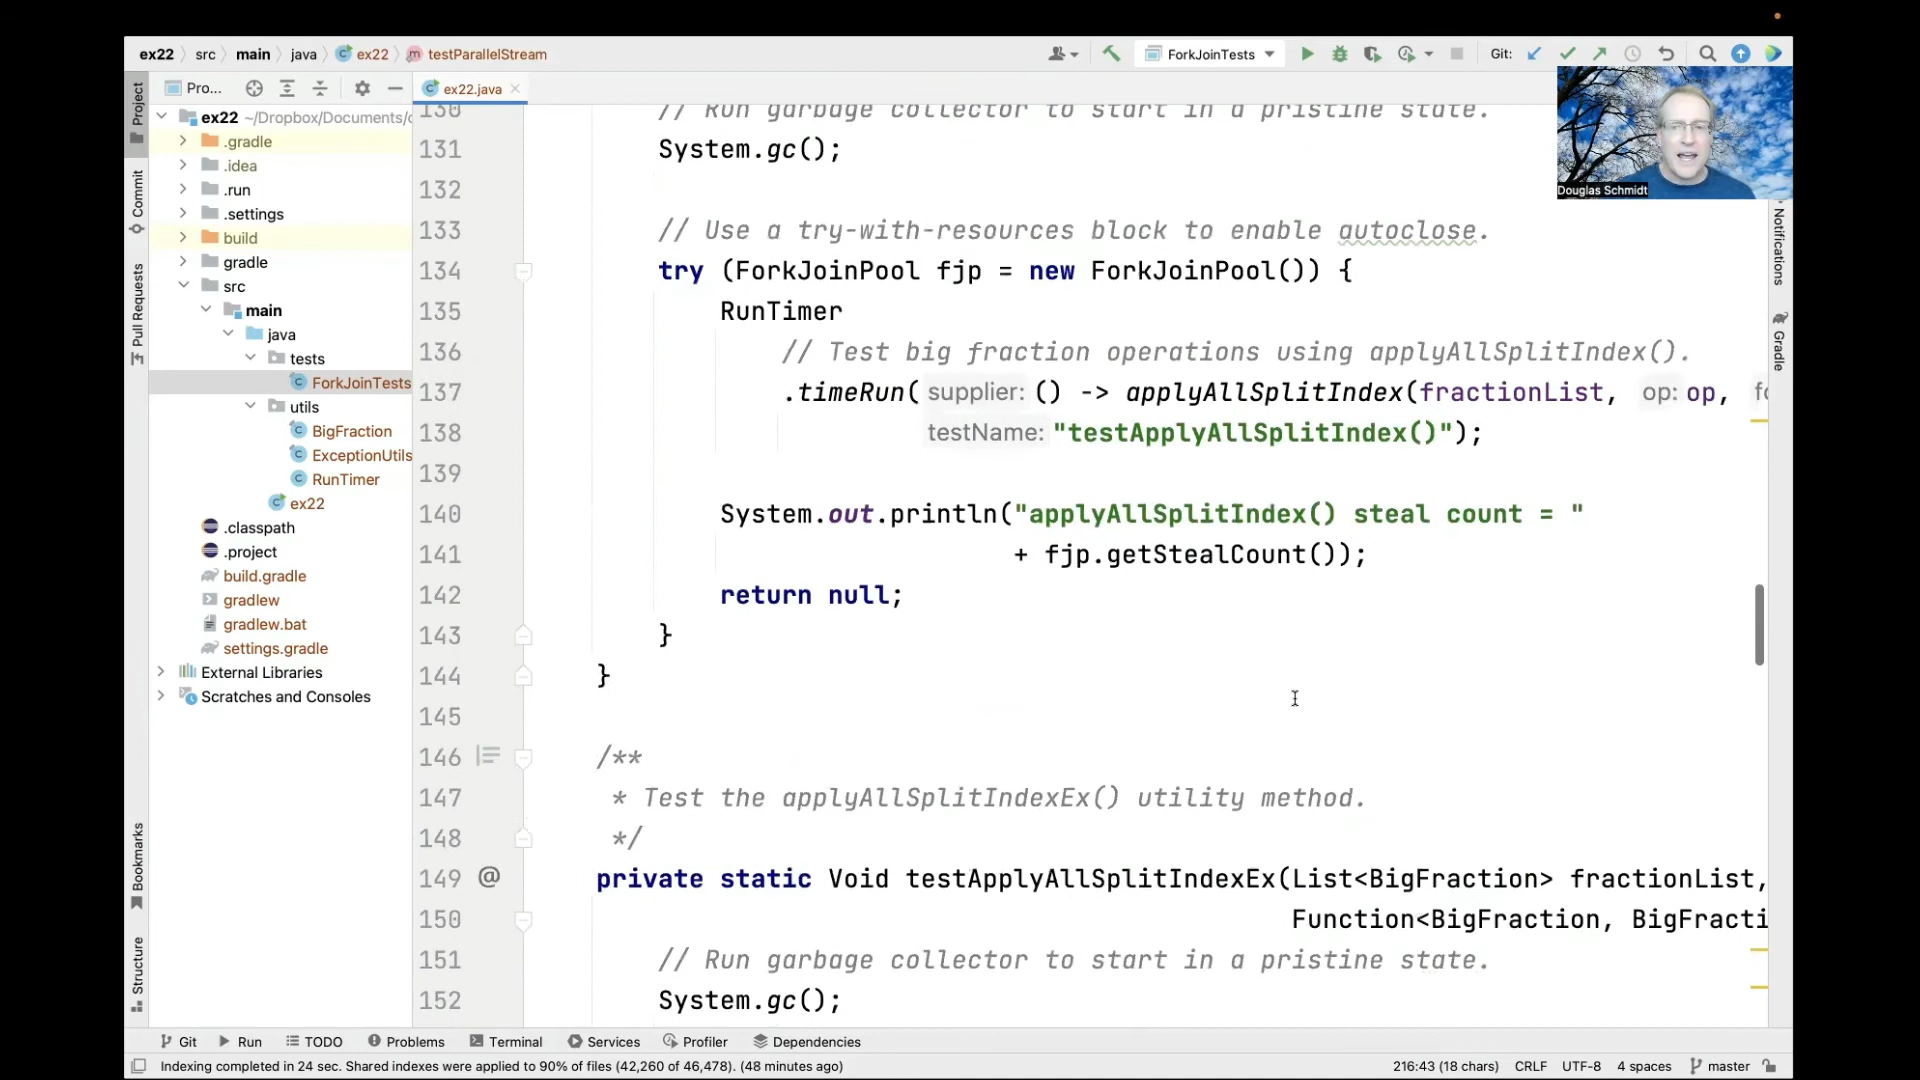 ex22 src main java ex22 testParallelStream
ForkJoinTests
Git:
Pro...
ex22.java
Project
Commit
Pull Requests
Bookmarks
Structure
ex22 ~/Dropbox/Documents/
.gradle
.idea
.run
.settings
build
gradle
src
main
java
tests
ForkJoinTests
utils
BigFraction
ExceptionUtils
RunTimer
ex22
.classpath
.project
build.gradle
gradlew
gradlew.bat
settings.gradle
External Libraries
Scratches and Consoles
130 // Run garbage collector to start in a pristine state.
131 System.gc();
132
133 // Use a try-with-resources block to enable autoclose.
134 try (ForkJoinPool fjp = new ForkJoinPool()) {
135 RunTimer
136 // Test big fraction operations using applyAllSplitIndex().
137 .timeRun( supplier: () -> applyAllSplitIndex(fractionList, op: op,
138 testName: "testApplyAllSplitIndex()");
139
140 System.out.println("applyAllSplitIndex() steal count = "
141 + fjp.getStealCount());
142 return null;
143 }
144 }
145
146 /**
147 * Test the applyAllSplitIndexEx() utility method.
148 */
149 @ private static Void testApplyAllSplitIndexEx(List<BigFraction> fractionList,
150 Function<BigFraction, BigFracti
151 // Run garbage collector to start in a pristine state.
152 System.gc();
Douglas Schmidt
Notifications
Gradle
Git Run TODO Problems Terminal Services Profiler Dependencies
Indexing completed in 24 sec. Shared indexes were applied to 90% of files (42,260 of 46,478). (48 minutes ago)
216:43 (18 chars) CRLF UTF-8 4 spaces master